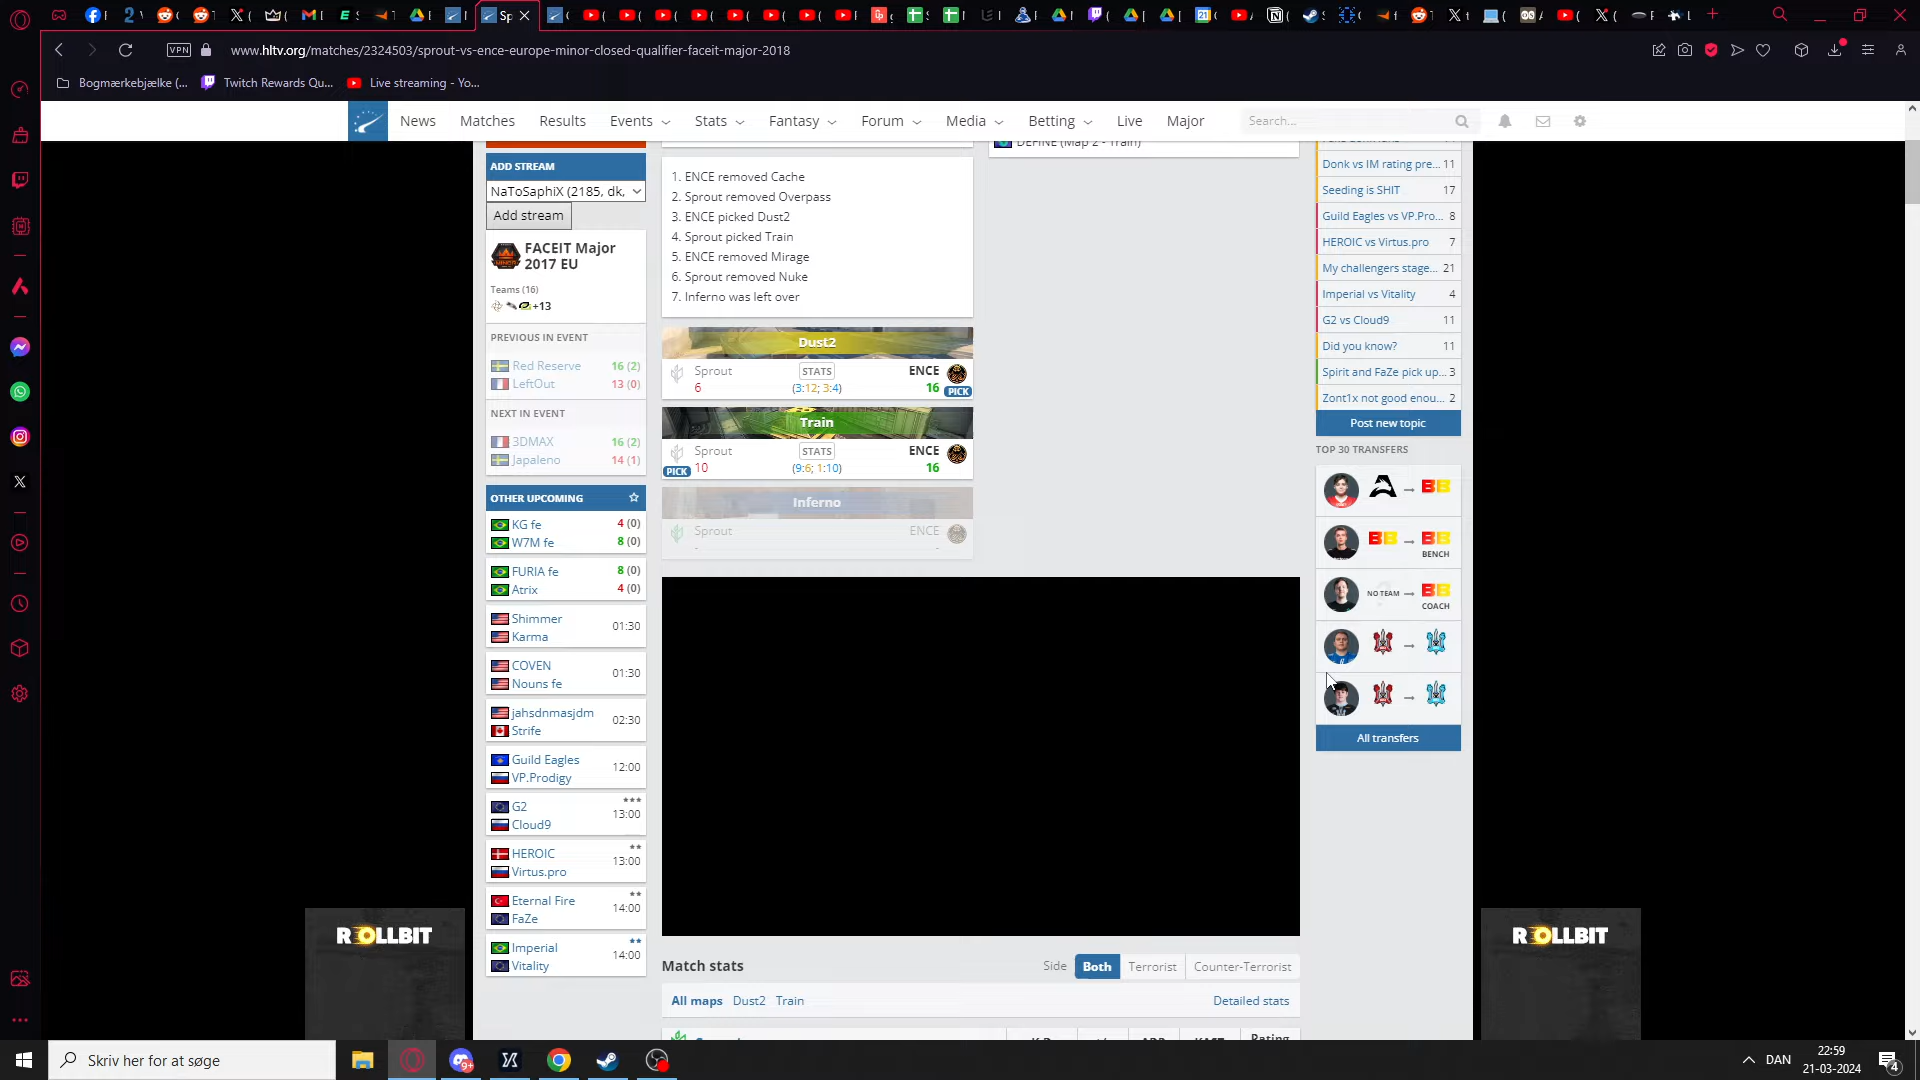 www.hltv.org/matches/2324503/sprout-vs-ence-europe-minor-closed-qualifier-faceit-major-2018
VPN
Bogmærkebjælke (...
Twitch Rewards Qu...
Live streaming - Yo...
News Matches Results Events Stats Fantasy Forum Media Betting Live Major Search...
ADD STREAM
NaToSaphiX (2185, dk,
Add stream
FACEIT Major
2017 EU
Teams (16)
+13
PREVIOUS IN EVENT
Red Reserve 16 (2)
LeftOut 13 (0)
NEXT IN EVENT
3DMAX 16 (2)
Japaleno 14 (1)
OTHER UPCOMING
KG fe 4 (0)
W7M fe 8 (0)
FURIA fe 8 (0)
Atrix 4 (0)
Shimmer
Karma
01:30
COVEN
Nouns fe
01:30
jahsdnmasjdm
Strife
02:30
Guild Eagles
VP.Prodigy
12:00
G2
Cloud9
13:00
HEROIC
Virtus.pro
13:00
Eternal Fire
FaZe
14:00
Imperial
Vitality
14:00
DEFINE (Map 2 - Train)
1. ENCE removed Cache
2. Sprout removed Overpass
3. ENCE picked Dust2
4. Sprout picked Train
5. ENCE removed Mirage
6. Sprout removed Nuke
7. Inferno was left over
Dust2
Sprout STATS ENCE
6 (3:12; 3:4) 16 PICK
Train
Sprout STATS ENCE
PICK 10 (9:6; 1:10) 16
Inferno
Sprout ENCE
- -
Match stats
Side Both Terrorist Counter-Terrorist
All maps Dust2 Train Detailed stats
Donk vs IM rating pre... 11
Seeding is SHIT 17
Guild Eagles vs VP.Pro... 8
HEROIC vs Virtus.pro 7
My challengers stage... 21
Imperial vs Vitality 4
G2 vs Cloud9 11
Did you know? 11
Spirit and FaZe pick up... 3
Zont1x not good enou... 2
Post new topic
TOP 30 TRANSFERS
BB
BB BB
BENCH
NO TEAM BB
COACH
All transfers
ROLLBIT
ROLLBIT
Skriv her for at søge
9+
DAN
22:59
21-03-2024
4